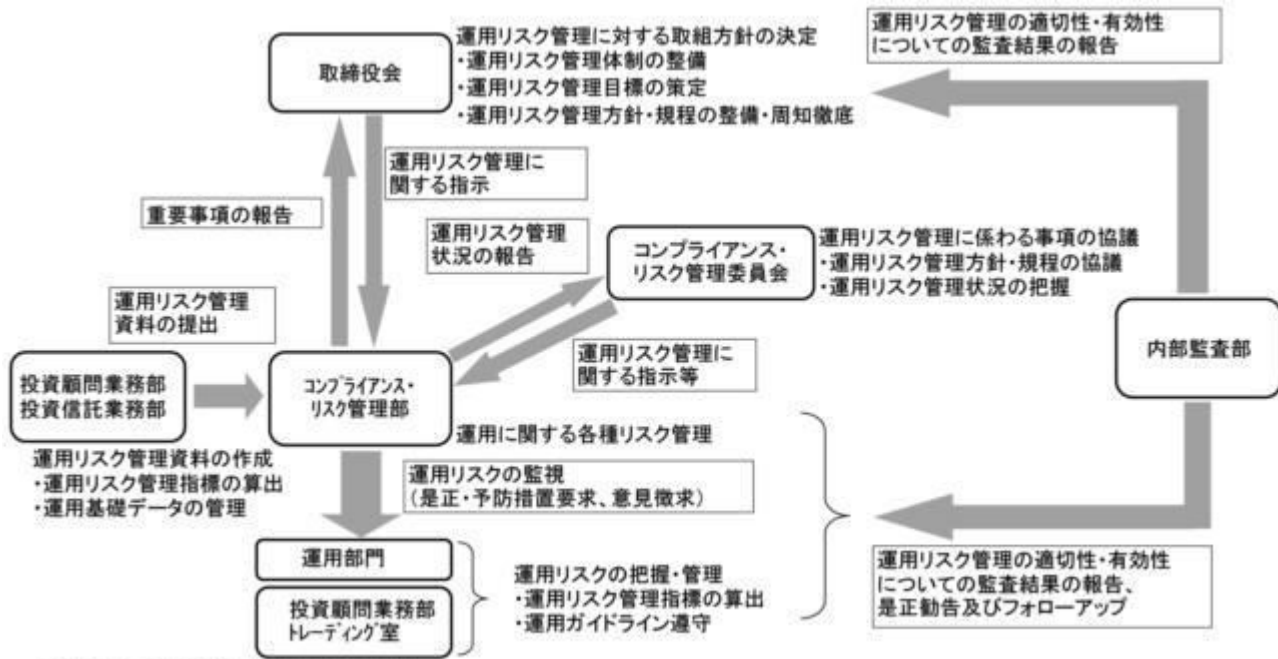 運用リスク管理の適切性・有効性
についての監査結果の報告
取締役会
運用リスク管理に対する取組方針の決定
・運用リスク管理体制の整備
・運用リスク管理目標の策定
・運用リスク管理方針・規程の整備・周知徹底
運用リスク管理に
関する指示
重要事項の報告
運用リスク管理
状況の報告
コンプライアンス・
リスク管理委員会
運用リスク管理に係わる事項の協議
・運用リスク管理方針・規程の協議
・運用リスク管理状況の把握
運用リスク管理
資料の提出
内部監査部
投資顧問業務部
投資信託業務部
コンプライアンス・
リスク管理部
運用リスク管理に
関する指示等
運用に関する各種リスク管理
運用リスク管理資料の作成
・運用リスク管理指標の算出
・運用基礎データの管理
運用リスクの監視
（是正・予防措置要求、意見徴求）
運用部門
投資顧問業務部
トレーディング室
運用リスクの把握・管理
・運用リスク管理指標の算出
・運用ガイドライン遵守
運用リスク管理の適切性・有効性
についての監査結果の報告、
是正勧告及びフォローアップ